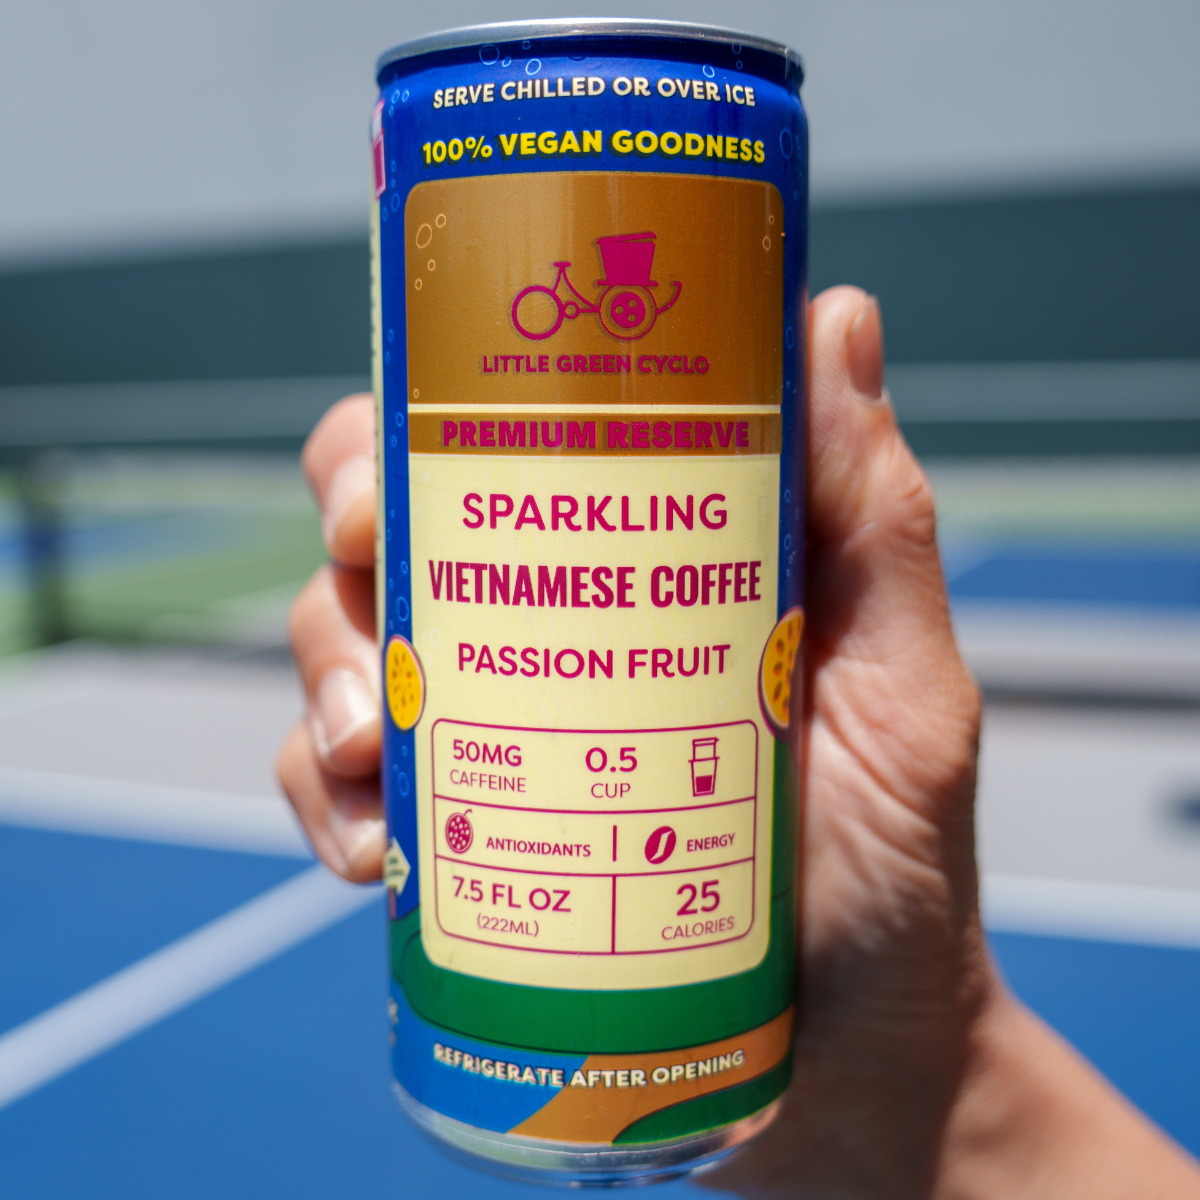 SERVE CHILLED OR OVER ICE
100% VEGAN GOODNESS
LITTLE GREEN CYCLO
PREMIUM RESERVE
SPARKLING
VIETNAMESE COFFEE
PASSION FRUIT
50MG
CAFFEINE
0.5
CUP
ANTIOXIDANTS
ENERGY
7.5 FL OZ
(222ML)
25
CALORIES
REFRIGERATE AFTER OPENING